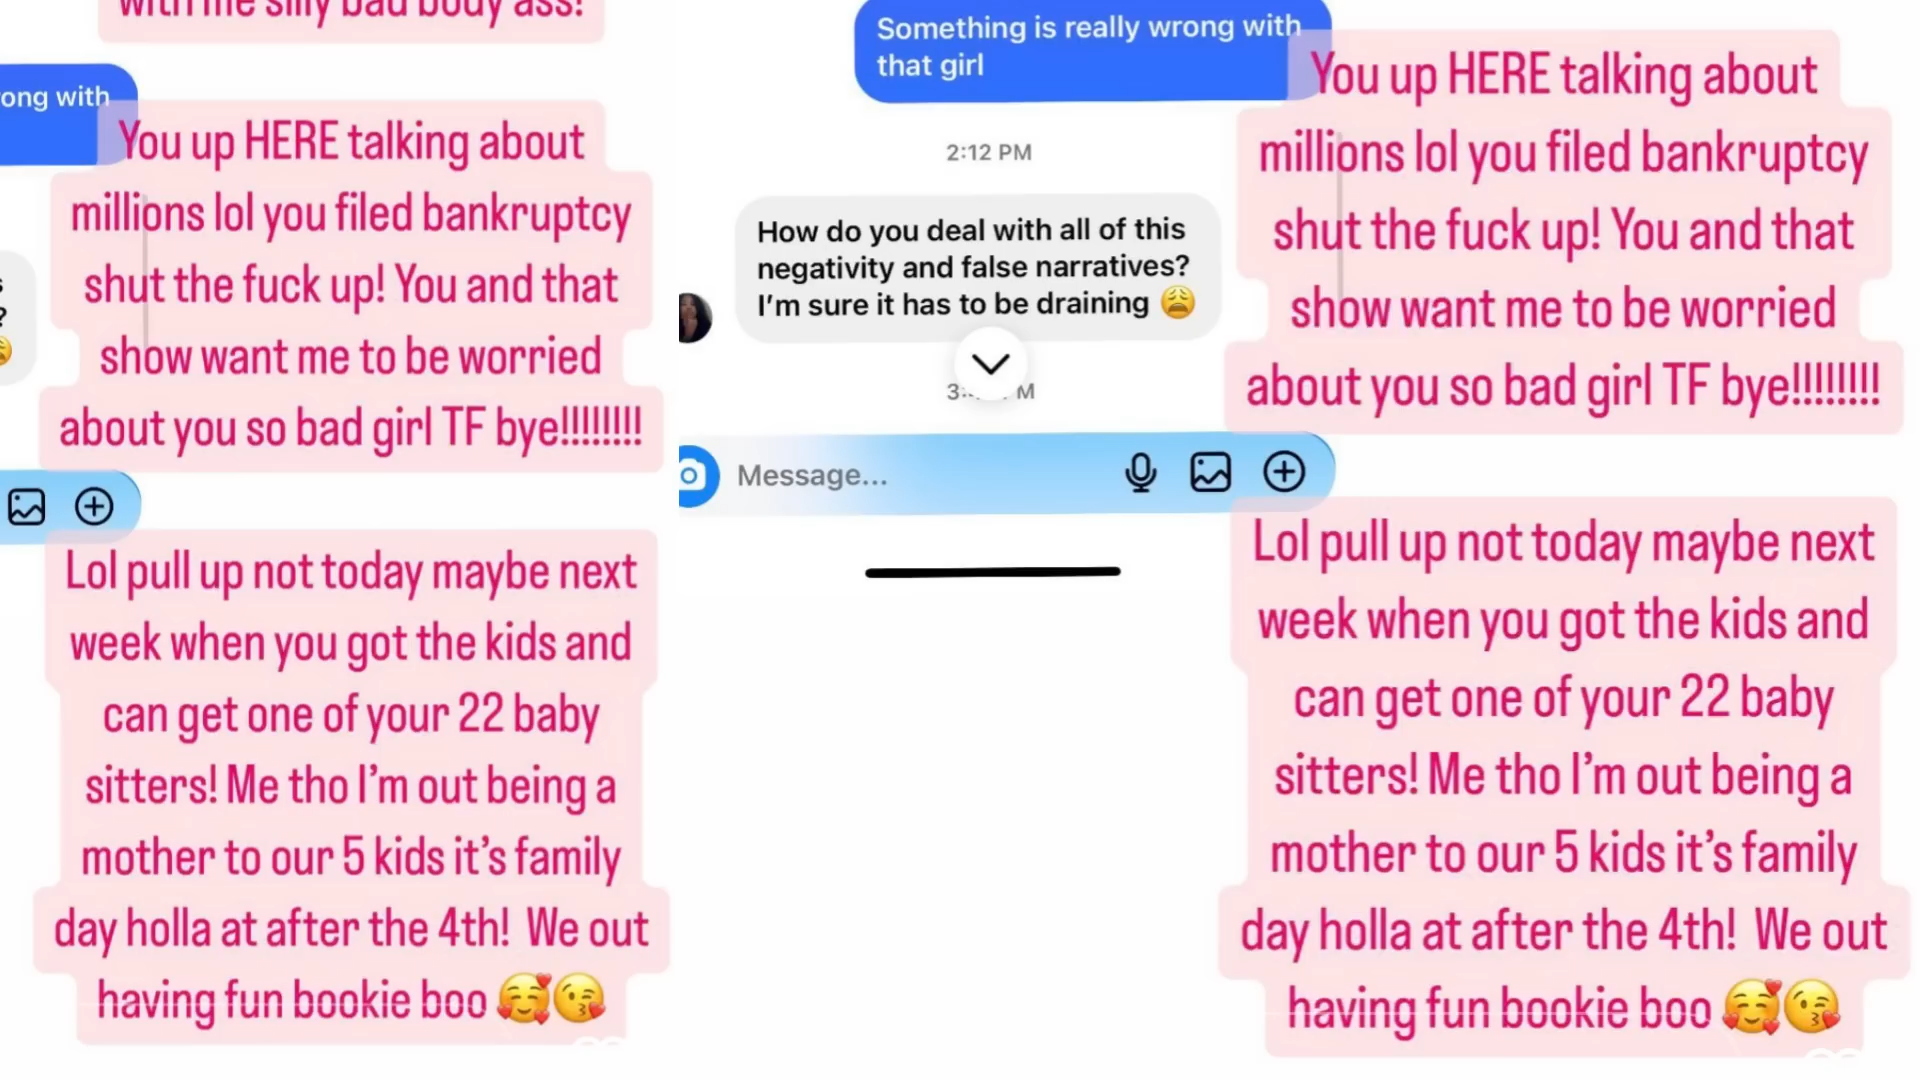 with me silly bad body ass!
ong with
You up HERE talking about
millions lol you filed bankruptcy
shut the fuck up! You and that
show want me to be worried
about you so bad girl TF bye!!!!!!!!
Lol pull up not today maybe next
week when you got the kids and
can get one of your 22 baby
sitters! Me tho I'm out being a
mother to our 5 kids it's family
day holla at after the 4th!  We out
having fun bookie boo 🥰😘
Something is really wrong with
that girl
2:12 PM
How do you deal with all of this
negativity and false narratives?
I'm sure it has to be draining 😩
Message...
You up HERE talking about
millions lol you filed bankruptcy
shut the fuck up! You and that
show want me to be worried
about you so bad girl TF bye!!!!!!!!
Lol pull up not today maybe next
week when you got the kids and
can get one of your 22 baby
sitters! Me tho I'm out being a
mother to our 5 kids it's family
day holla at after the 4th!  We out
having fun bookie boo 🥰😘